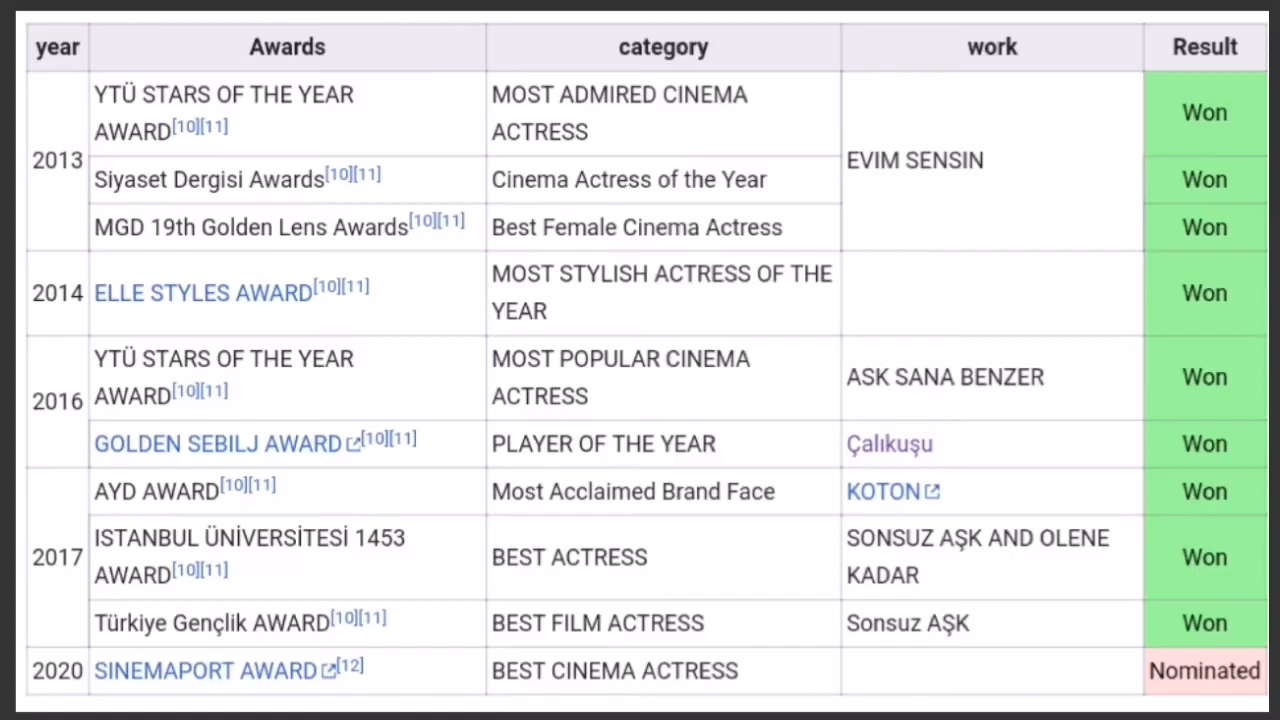 year Awards category work Result
2013 YTÜ STARS OF THE YEAR AWARD[10][11] MOST ADMIRED CINEMA ACTRESS EVIM SENSIN Won
Siyaset Dergisi Awards[10][11] Cinema Actress of the Year Won
MGD 19th Golden Lens Awards[10][11] Best Female Cinema Actress Won
2014 ELLE STYLES AWARD[10][11] MOST STYLISH ACTRESS OF THE YEAR Won
2016 YTÜ STARS OF THE YEAR AWARD[10][11] MOST POPULAR CINEMA ACTRESS ASK SANA BENZER Won
GOLDEN SEBILJ AWARD[10][11] PLAYER OF THE YEAR Çalıkuşu Won
2017 AYD AWARD[10][11] Most Acclaimed Brand Face KOTON Won
ISTANBUL ÜNİVERSİTESİ 1453 AWARD[10][11] BEST ACTRESS SONSUZ AŞK AND OLENE KADAR Won
Türkiye Gençlik AWARD[10][11] BEST FILM ACTRESS Sonsuz AŞK Won
2020 SINEMAPORT AWARD[12] BEST CINEMA ACTRESS Nominated